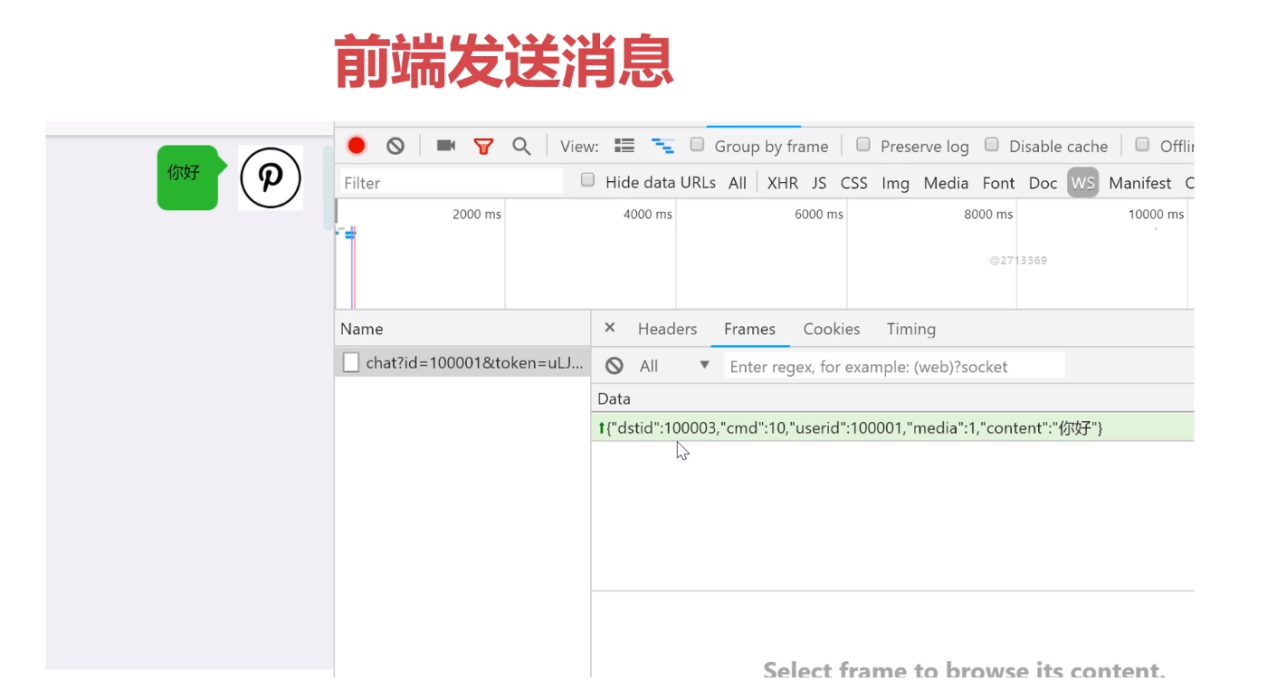 前端发送消息
你好
View: Group by frame Preserve log Disable cache
Filter Hide data URLs All XHR JS CSS Img Media Font Doc WS Manifest
2000 ms 4000 ms 6000 ms 8000 ms 10000 ms
@2713369
Name × Headers Frames Cookies Timing
chat?id=100001&token=uLJ... All ▼ Enter regex, for example: (web)?socket
Data
{"dstid":100003,"cmd":10,"userid":100001,"media":1,"content":"你好"}
Select frame to browse its content.